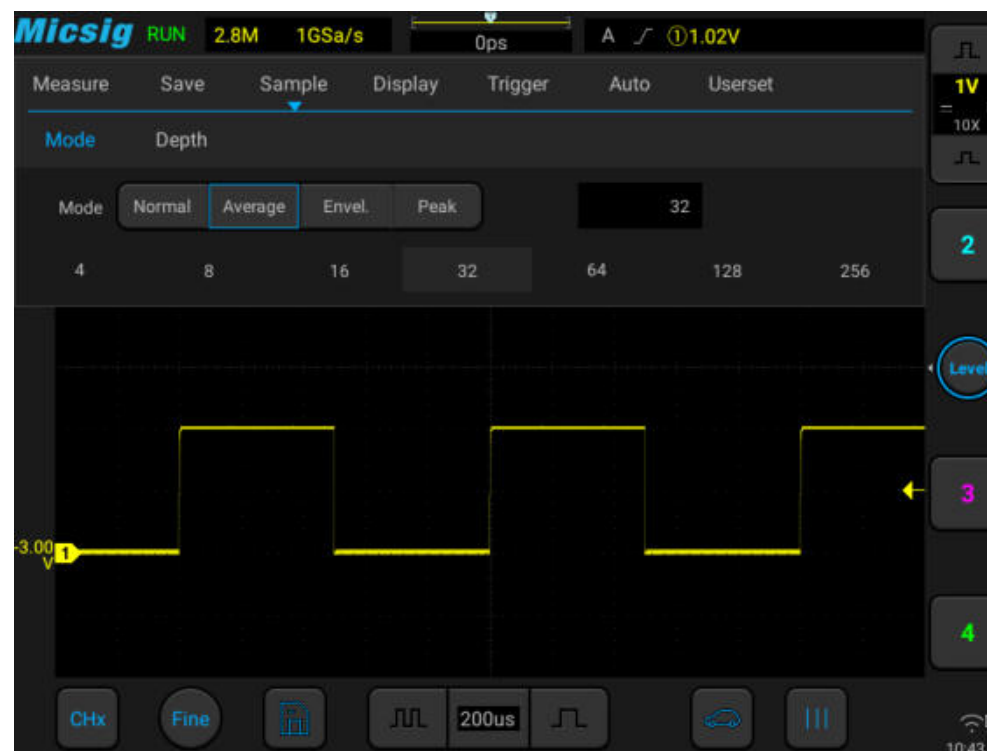 Micsig RUN 2.8M 1GSa/s 0ps A ①1.02V
Measure Save Sample Display Trigger Auto Userset
1V
10X
Mode Depth
Mode Normal Average Envel. Peak 32
4 8 16 32 64 128 256
2
Level
3
-3.00 1
V
4
CHx Fine 200us
10:43